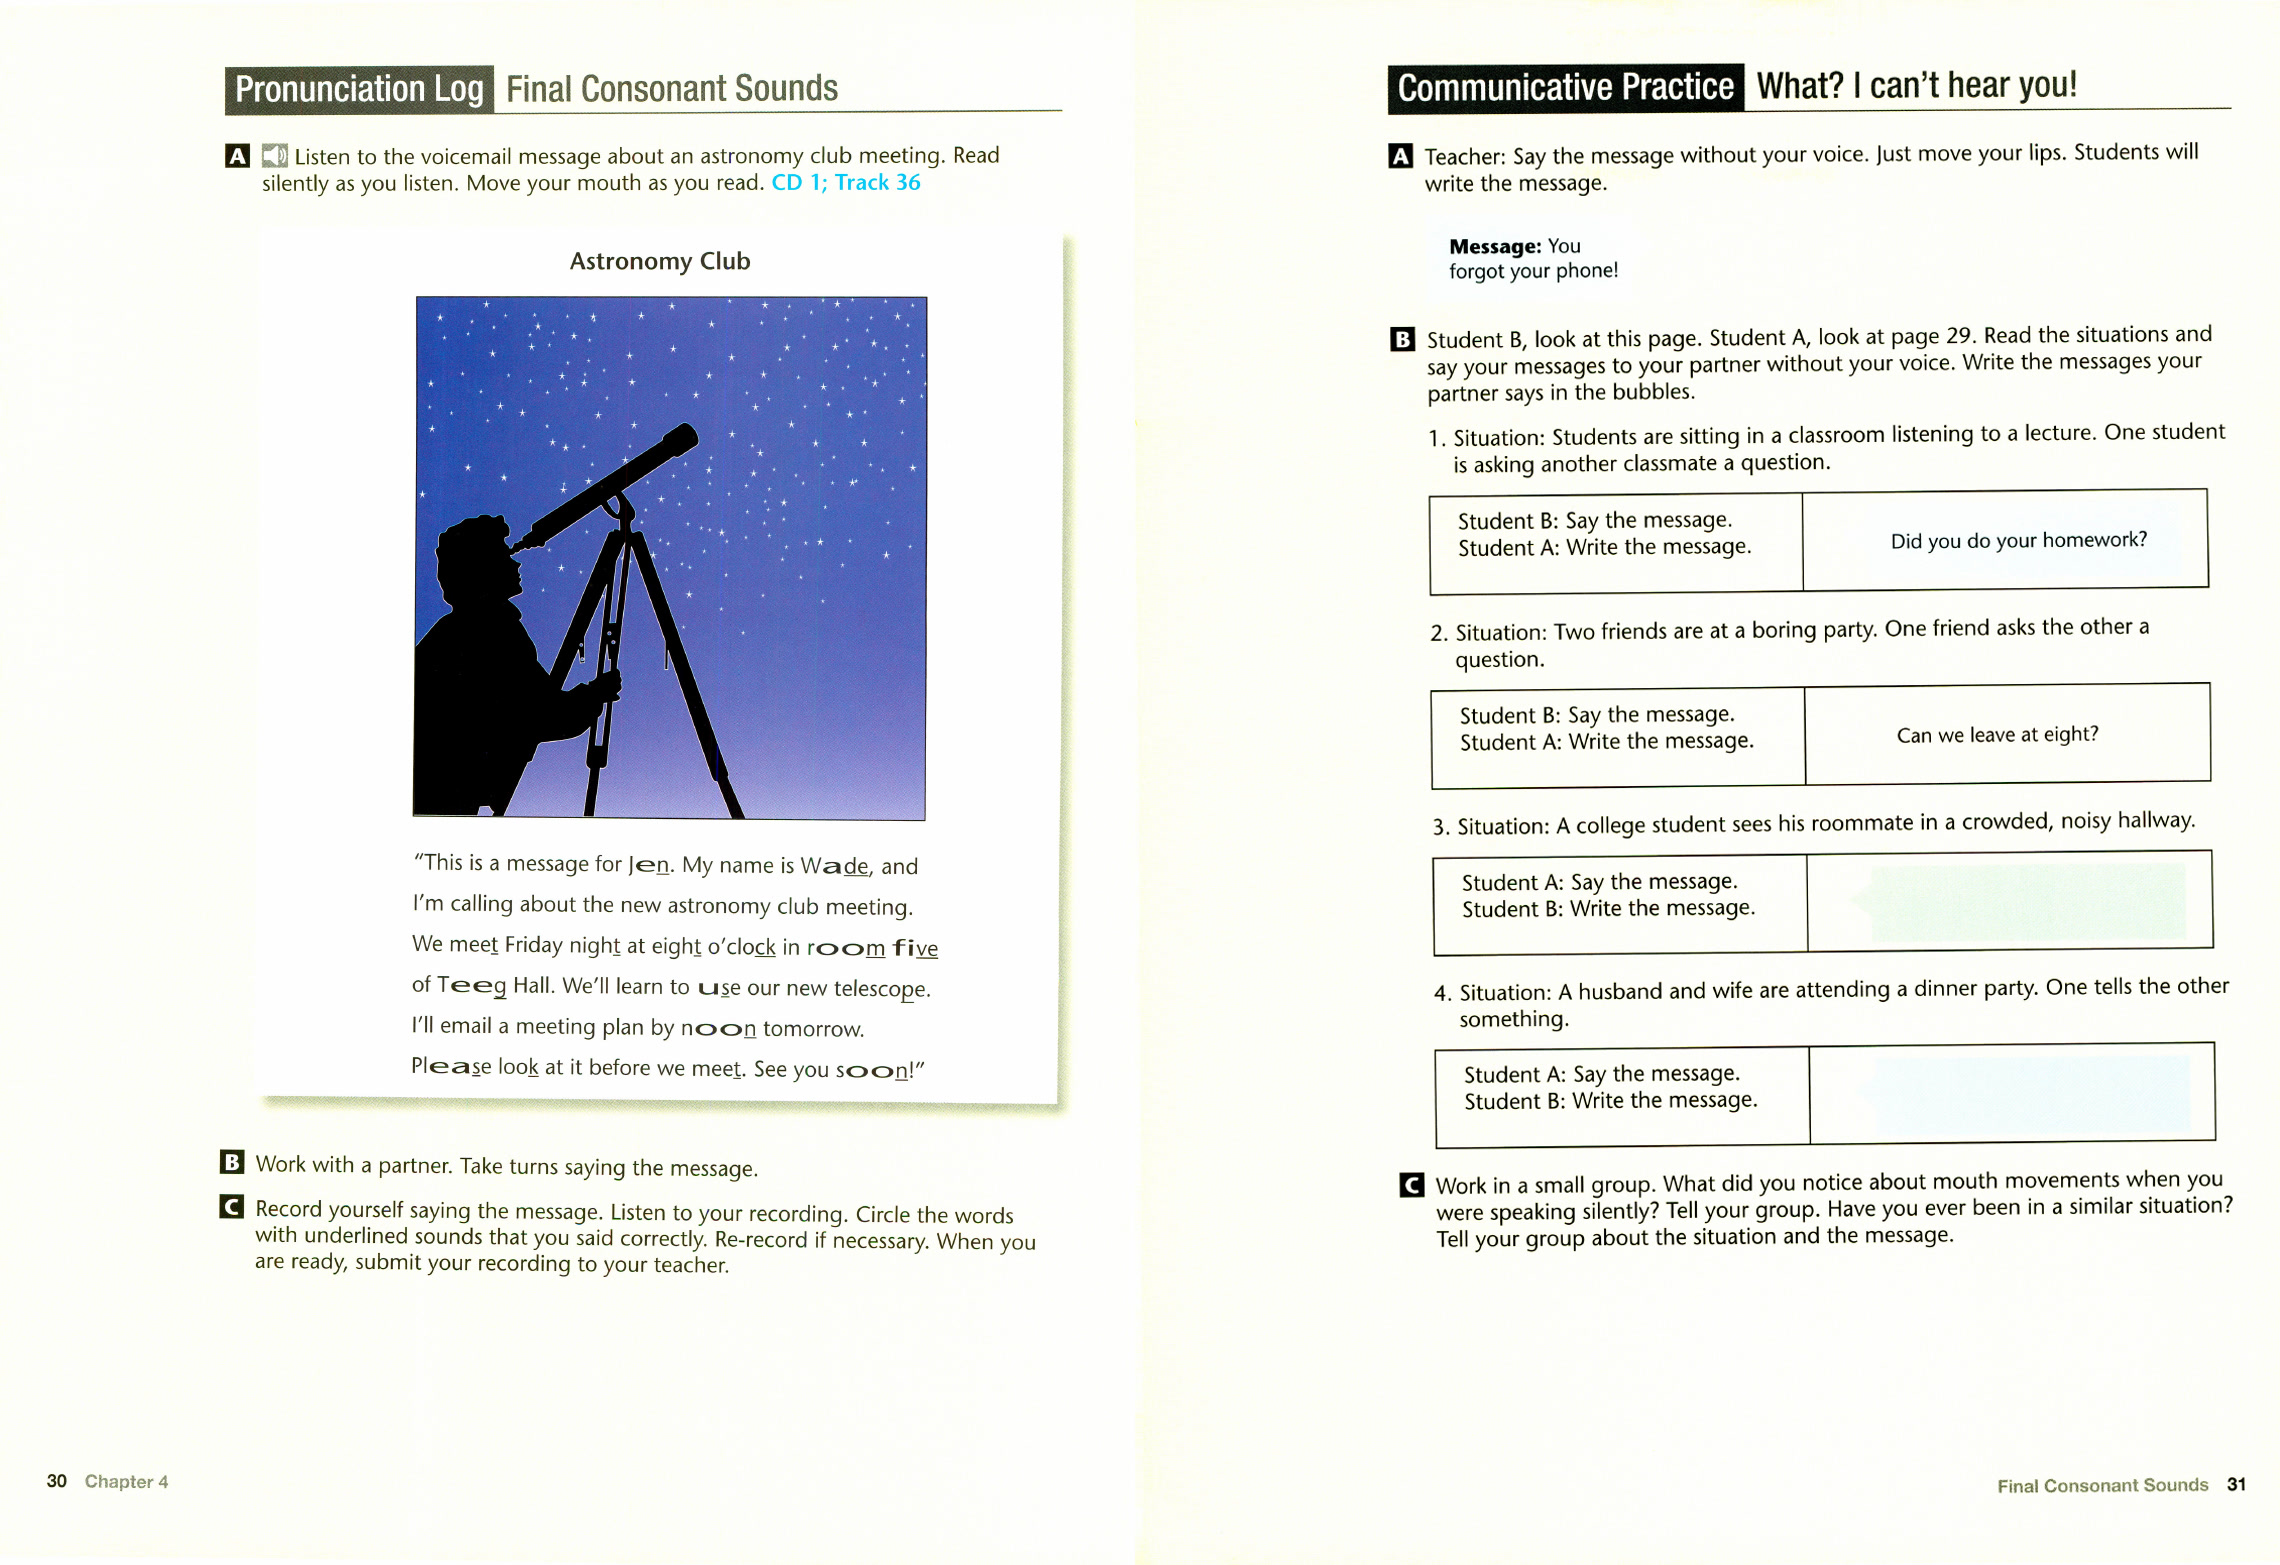 Pronunciation Log Final Consonant Sounds
A Listen to the voicemail message about an astronomy club meeting. Read
silently as you listen. Move your mouth as you read. CD 1; Track 36
Astronomy Club
"This is a message for Jen. My name is Wade, and
I'm calling about the new astronomy club meeting.
We meet Friday night at eight o'clock in room five
of Teeg Hall. We'll learn to use our new telescope.
I'll email a meeting plan by noon tomorrow.
Please look at it before we meet. See you soon!"
B Work with a partner. Take turns saying the message.
C Record yourself saying the message. Listen to your recording. Circle the words
with underlined sounds that you said correctly. Re-record if necessary. When you
are ready, submit your recording to your teacher.
30 Chapter 4
Communicative Practice What? I can't hear you!
A Teacher: Say the message without your voice. Just move your lips. Students will
write the message.
Message: You
forgot your phone!
B Student B, look at this page. Student A, look at page 29. Read the situations and
say your messages to your partner without your voice. Write the messages your
partner says in the bubbles.
1. Situation: Students are sitting in a classroom listening to a lecture. One student
is asking another classmate a question.
Student B: Say the message.
Student A: Write the message.
Did you do your homework?
2. Situation: Two friends are at a boring party. One friend asks the other a
question.
Student B: Say the message.
Student A: Write the message.
Can we leave at eight?
3. Situation: A college student sees his roommate in a crowded, noisy hallway.
Student A: Say the message.
Student B: Write the message.
4. Situation: A husband and wife are attending a dinner party. One tells the other
something.
Student A: Say the message.
Student B: Write the message.
C Work in a small group. What did you notice about mouth movements when you
were speaking silently? Tell your group. Have you ever been in a similar situation?
Tell your group about the situation and the message.
Final Consonant Sounds 31